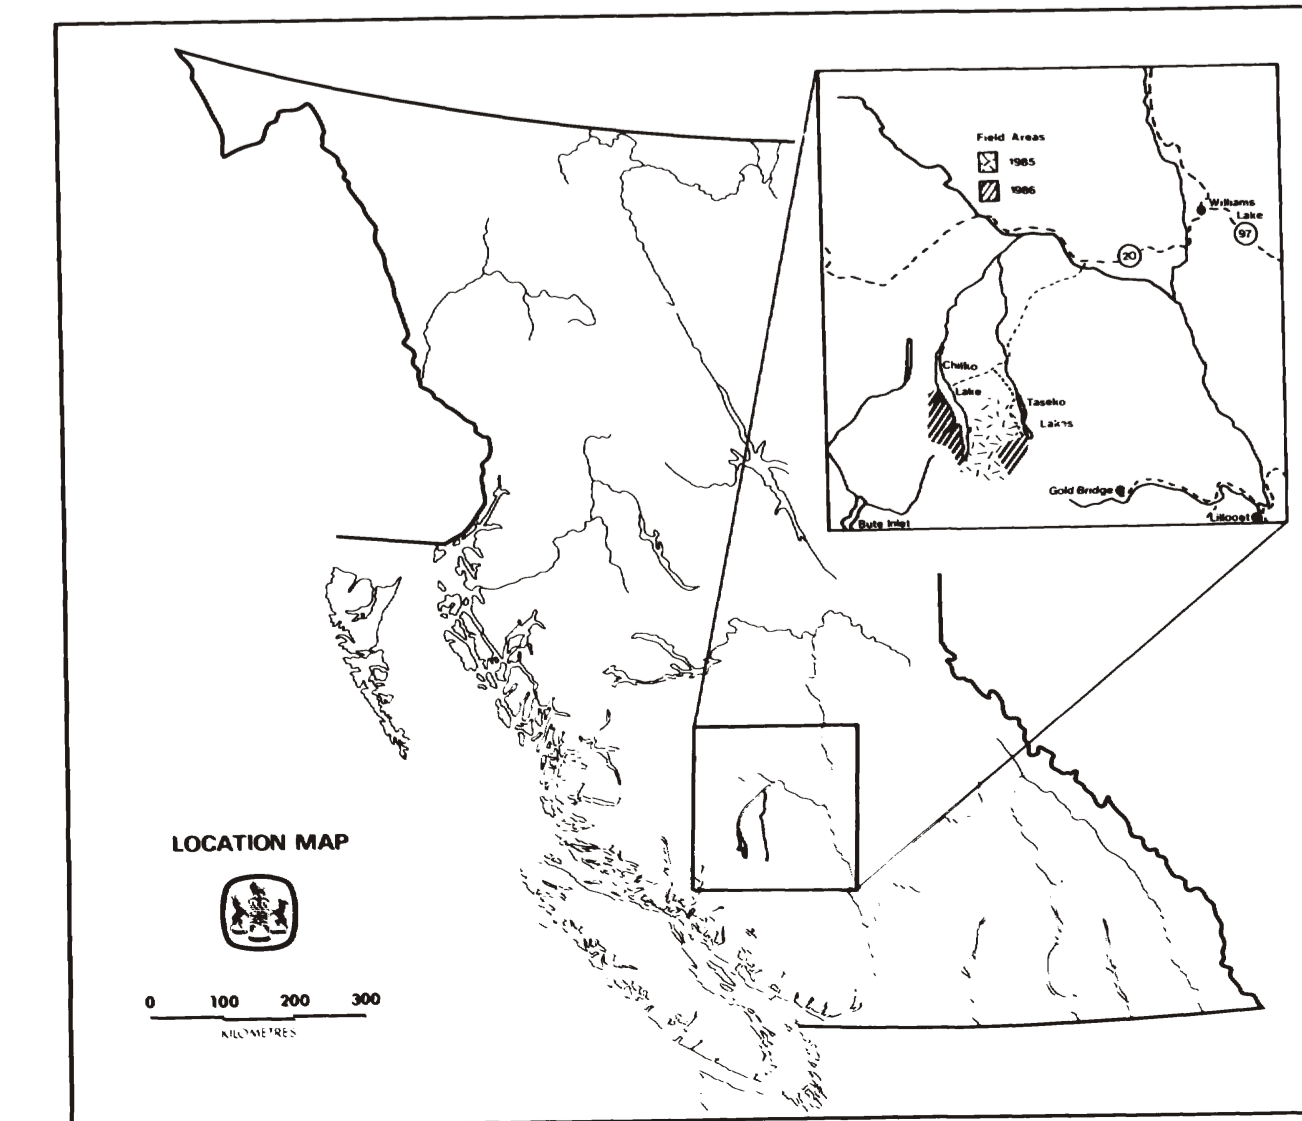 Field Areas
1985
1986
Williams
Lake
97
20
Chilko
Lake
Taseko
Lakes
Gold Bridge
Lillooet
Bute Inlet
LOCATION MAP
0 100 200 300
KILOMETRES